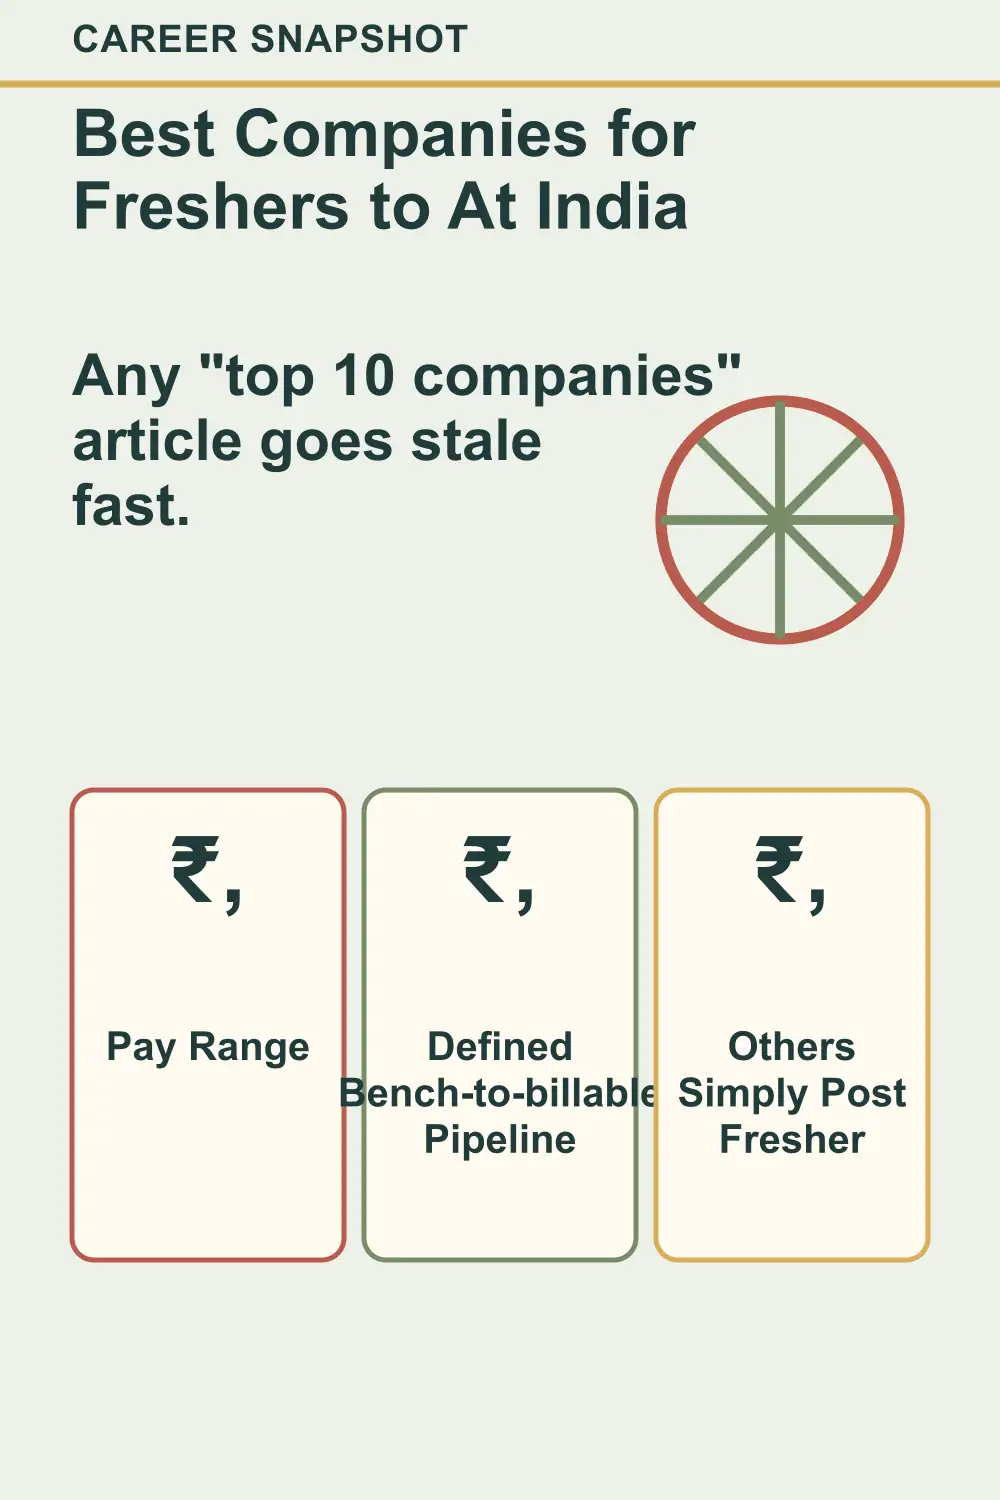 CAREER SNAPSHOT
Best Companies for
Freshers to At India
Any "top 10 companies"
article goes stale
fast.
₹,
Pay Range
₹,
Defined
Bench-to-billable
Pipeline
₹,
Others
Simply Post
Fresher